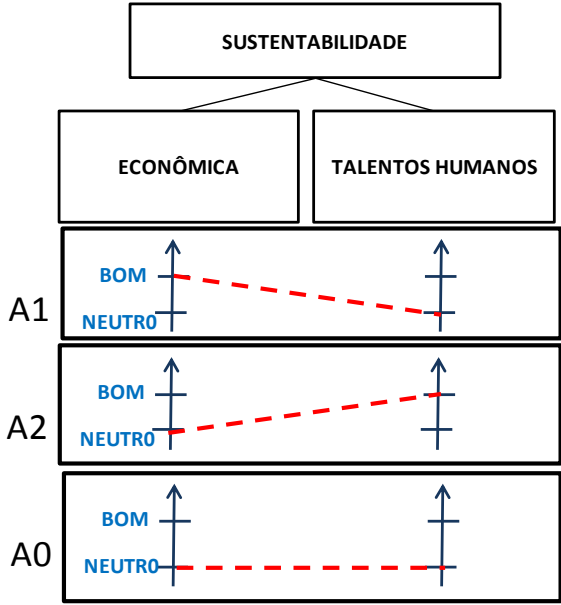 SUSTENTABILIDADE
ECONÔMICA
TALENTOS HUMANOS
A1
BOM
NEUTR0
A2
BOM
NEUTR0
A0
BOM
NEUTR0